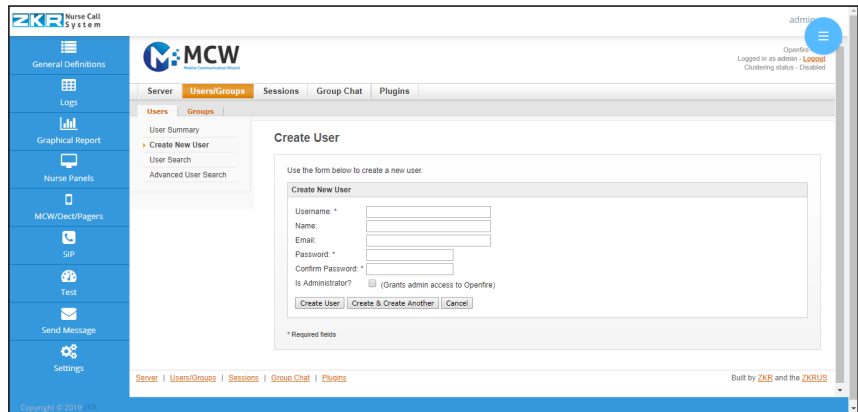 ZKR Nurse Call
System
admin
General Definitions
Logs
Graphical Report
Nurse Panels
MCW/Dect/Pagers
SIP
Test
Send Message
Settings
Copyright © 2019
MCW
Mobile Communication Wizard
Openfire
Logged in as admin - Logout
Clustering status - Disabled
Server Users/Groups Sessions Group Chat Plugins
Users Groups
User Summary
Create New User
User Search
Advanced User Search
Create User
Use the form below to create a new user.
Create New User
Username: *
Name:
Email:
Password: *
Confirm Password: *
Is Administrator? (Grants admin access to Openfire)
Create User Create & Create Another Cancel
* Required fields
Server | Users/Groups | Sessions | Group Chat | Plugins
Built by ZKR and the ZKRUS